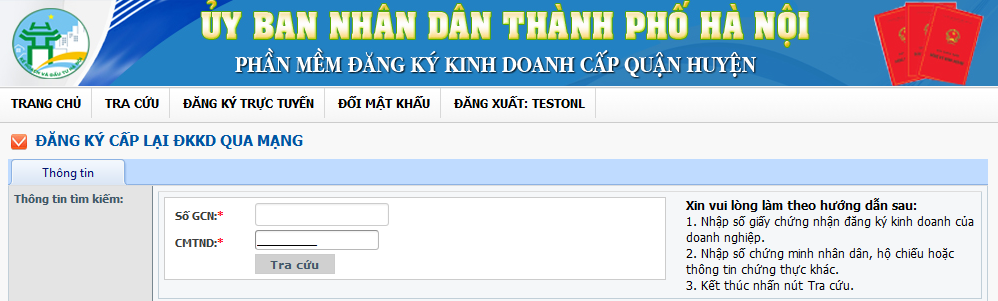 ỦY BAN NHÂN DÂN THÀNH PHỐ HÀ NỘI
PHẦN MỀM ĐĂNG KÝ KINH DOANH CẤP QUẬN HUYỆN
TRANG CHỦ TRA CỨU ĐĂNG KÝ TRỰC TUYẾN ĐỔI MẬT KHẨU ĐĂNG XUẤT: TESTONL
ĐĂNG KÝ CẤP LẠI ĐKKD QUA MẠNG
Thông tin
Thông tin tìm kiếm:
Số GCN:*
CMTND:*
Tra cứu
Xin vui lòng làm theo hướng dẫn sau:
1. Nhập số giấy chứng nhận đăng ký kinh doanh của
doanh nghiệp.
2. Nhập số chứng minh nhân dân, hộ chiếu hoặc
thông tin chứng thực khác.
3. Kết thúc nhấn nút Tra cứu.